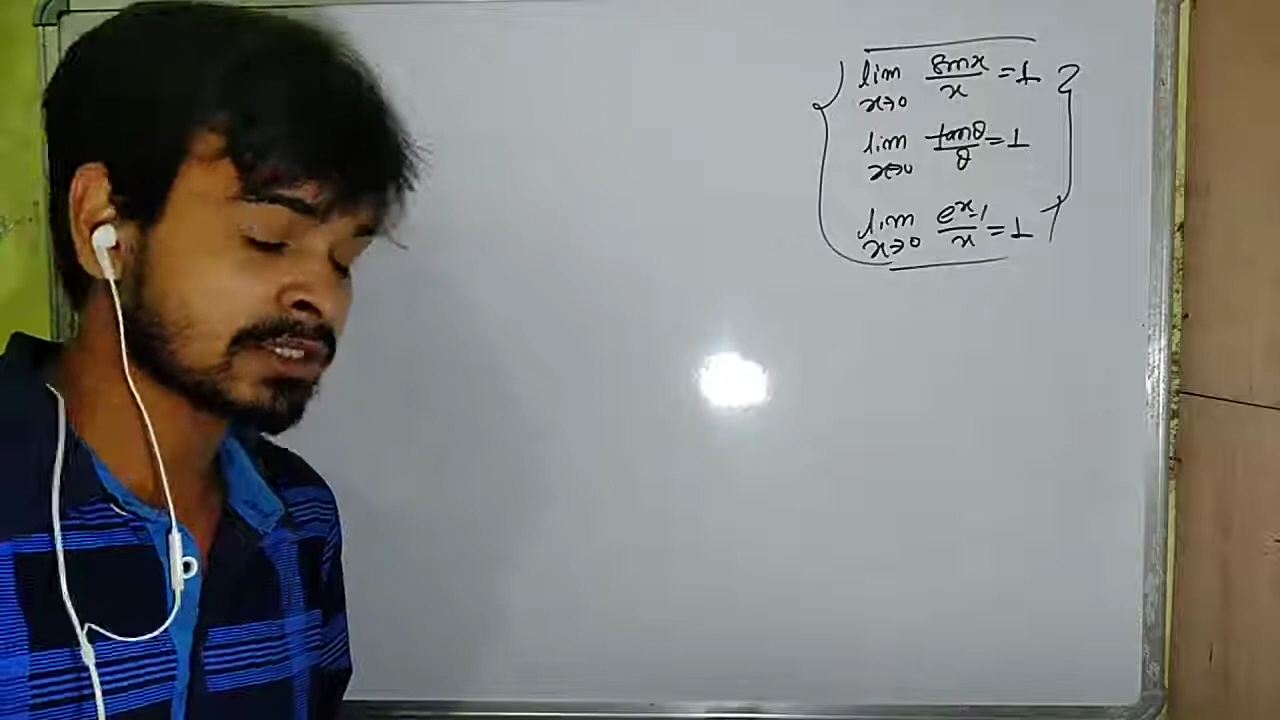 lim x→0 sinx/x = 1
lim x→0 tanθ/θ = 1
lim x→0 e^x-1/x = 1